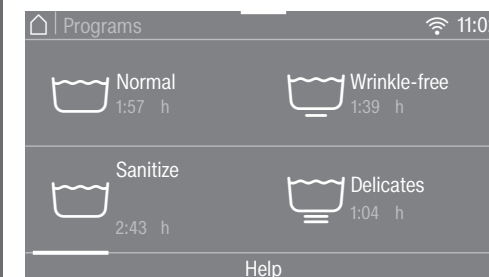 Programs 11:0
Normal
1:57 h
Wrinkle-free
1:39 h
Sanitize
2:43 h
Delicates
1:04 h
Help